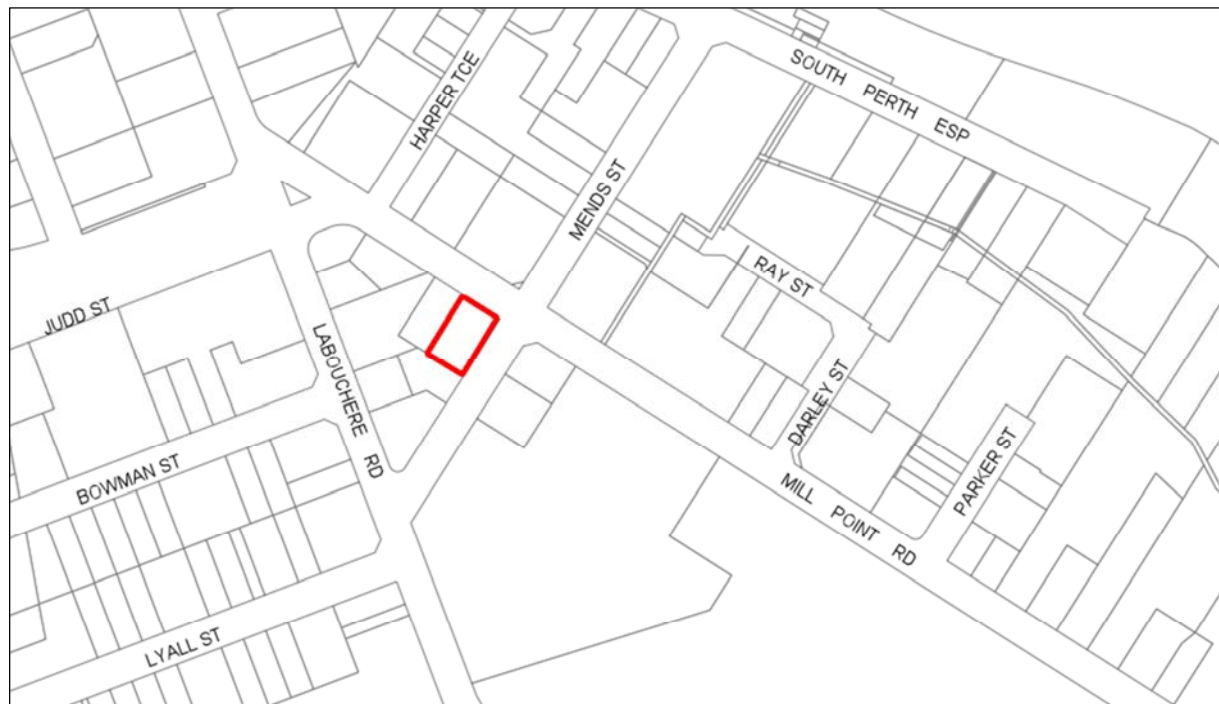 SOUTH PERTH ESP
HARPER TCE
MENDS ST
RAY ST
JUDD ST
LABOUCHERE RD
DARLEY ST
BOWMAN ST
PARKER ST
MILL POINT RD
LYALL ST